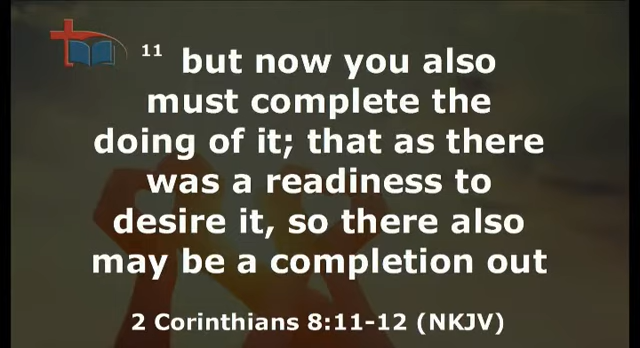 11 but now you also
must complete the
doing of it; that as there
was a readiness to
desire it, so there also
may be a completion out
2 Corinthians 8:11-12 (NKJV)